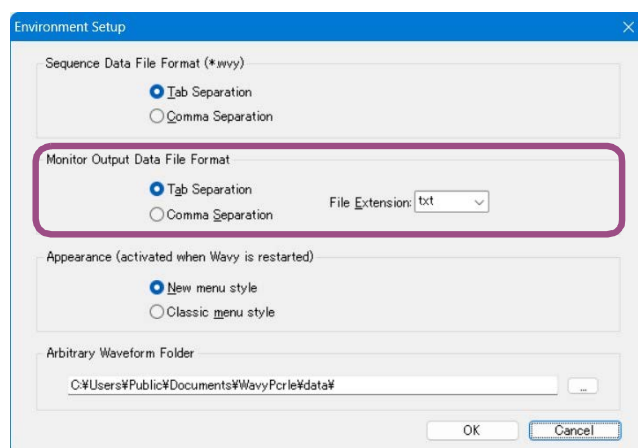 Environment Setup
Sequence Data File Format (*.wvy)
Tab Separation
Comma Separation
Monitor Output Data File Format
Tab Separation
File Extension: txt
Comma Separation
Appearance (activated when Wavy is restarted)
New menu style
Classic menu style
Arbitrary Waveform Folder
C:¥Users¥Public¥Documents¥WavyPcrle¥data¥
...
OK Cancel